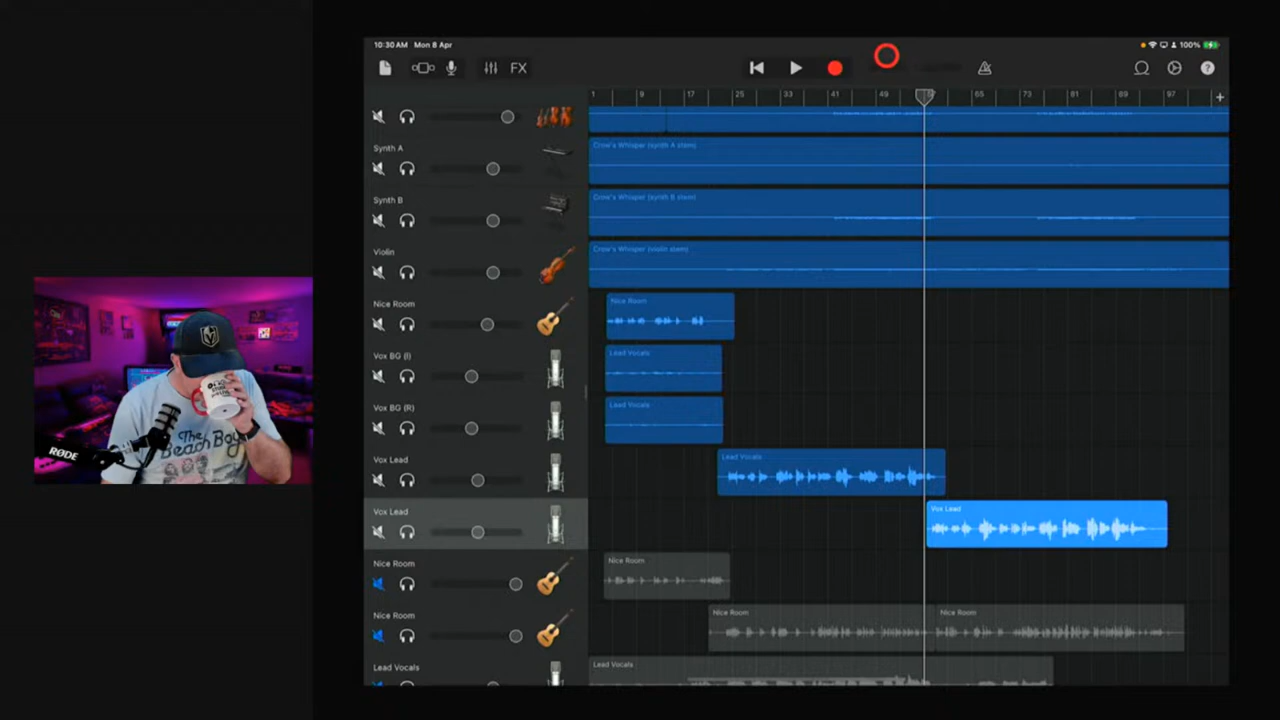 10:30 AM Mon 8 Apr
100%
FX
1 9 17 25 33 41 49 57 65 73 81 89 97
Synth A
Crow's Whisper (synth A stem)
Synth B
Crow's Whisper (synth B stem)
Violin
Crow's Whisper (violin stem)
Nice Room
Nice Room
Vox BG (l)
Lead Vocals
Vox BG (R)
Lead Vocals
Vox Lead
Lead Vocals
Vox Lead
Vox Lead
Nice Room
Nice Room
Nice Room
Nice Room
Nice Room
Lead Vocals
Lead Vocals
RØDE
The
Beach Boys